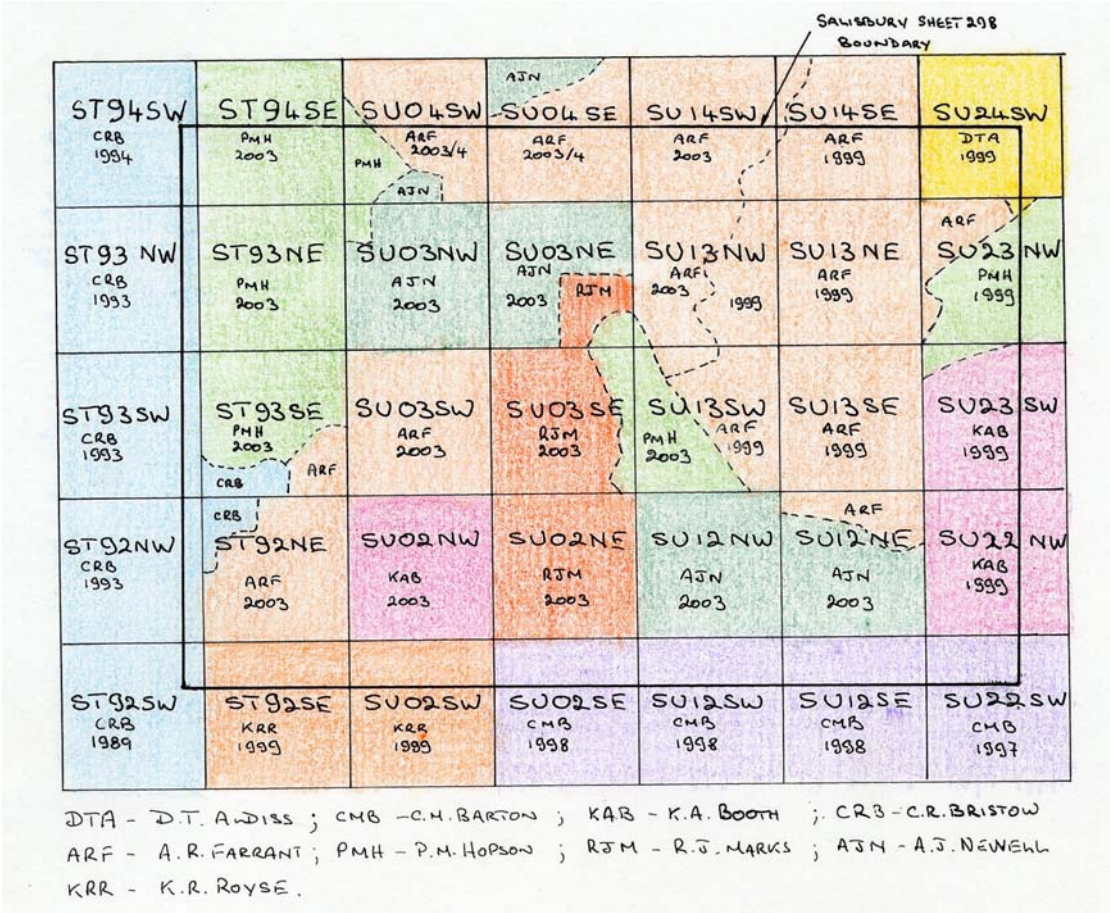 SALISBURY SHEET 298
BOUNDARY
AJN
ST94SW ST94SE SU04SW SU04SE SU14SW SU14SE SU24SW
CRB PMH ARF ARF ARF ARF DTA
1994 2003 2003/4 2003/4 2003 1999 1999
PMH
AJN
ARF
ST93 NW ST93NE SU03NW SU03NE SU13NW SU13NE SU23 NW
CRB PMH AJN AJN RJM ARF ARF PMH
1993 2003 2003 2003 2003 1999 1999 1999
ST93SW ST93SE SU03SW SU03SE SU13SW SU13SE SU23 SW
CRB PMH ARF RJM PMH ARF ARF KAB
1993 2003 2003 2003 2003 1999 1999 1999
CRB ARF
CRB ARF
ST92NW ST92NE SU02NW SU02NE SU12NW SU12NE SU22 NW
CRB ARF KAB RJM AJN AJN KAB
1993 2003 2003 2003 2003 2003 1999
ST92SW ST92SE SU02SW SU02SE SU12SW SU12SE SU22SW
CRB KRR KRR CMB CMB CMB CMB
1989 1999 1999 1998 1998 1998 1997
DTA - D.T. ALDISS ; CMB - C.M. BARTON ; KAB - K.A. BOOTH ; CRB - C.R. BRISTOW
ARF - A.R. FARRANT ; PMH - P.M. HOPSON ; RJM - R.J. MARKS ; AJN - A.J. NEWELL
KRR - K.R. ROYSE.